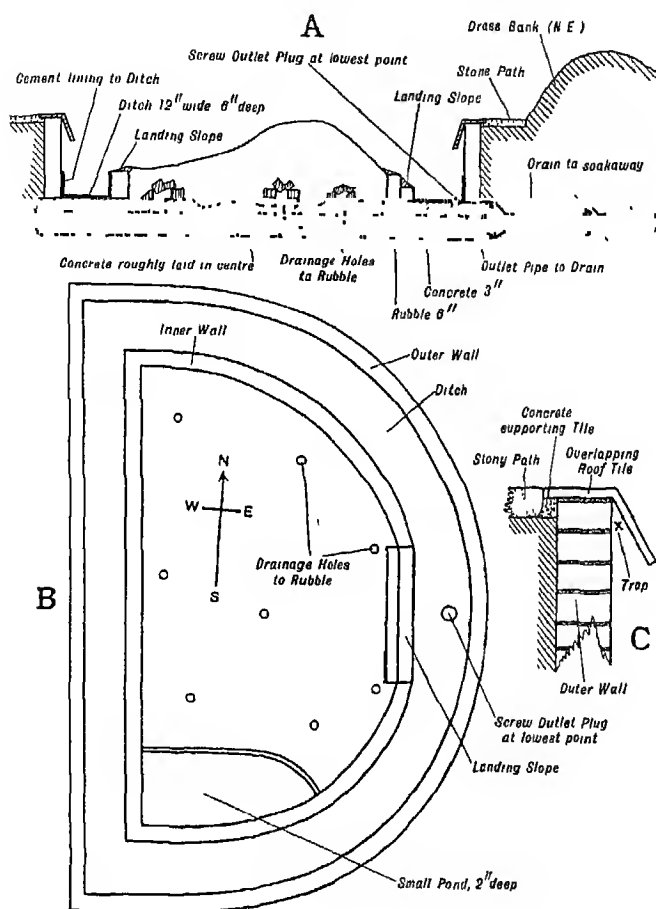 A
Drass Bank (N E)
Screw Outlet Plug at lowest point
Stone Path
Cement lining to Ditch
Landing Slope
Ditch 12" wide 6" deep
Landing Slope
Drain to soakaway
Concrete roughly laid in centre
Drainage Holes
to Rubble
Outlet Pipe to Drain
Concrete 3"
Rubble 6"
Inner Wall
Outer Wall
Ditch
Concrete
supporting Tile
Stony Path
Overlapping
Roof Tile
N
W E
S
Drainage Holes
to Rubble
X
Trap
B
C
Outer Wall
Screw Outlet Plug
at lowest point
Landing Slope
Small Pond, 2" deep